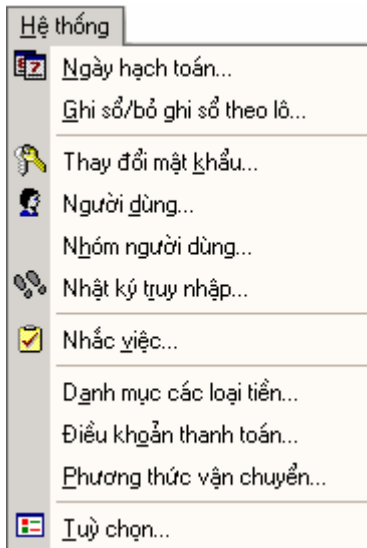 Hệ thống
Ngày hạch toán...
Ghi sổ/bỏ ghi sổ theo lô...
Thay đổi mật khẩu...
Người dùng...
Nhóm người dùng...
Nhật ký truy nhập...
Nhắc việc...
Danh mục các loại tiền...
Điều khoản thanh toán...
Phương thức vận chuyển...
Tuỳ chọn...